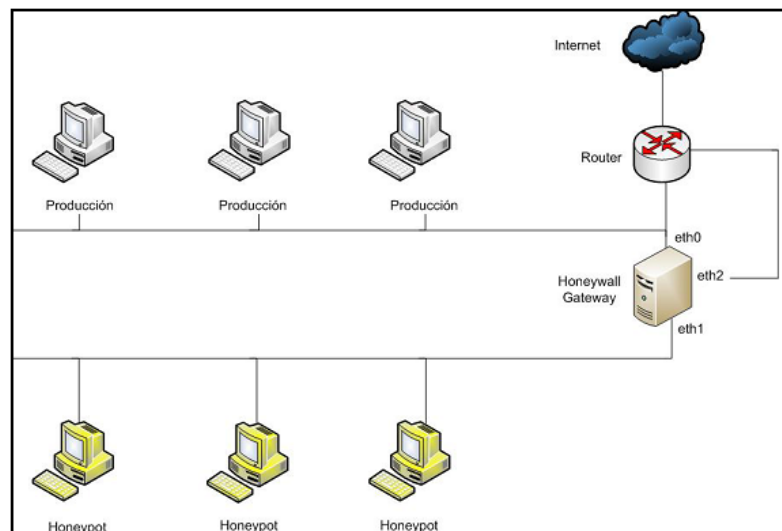 Internet
Router
Producción
Producción
Producción
eth0
eth2
Honeywall
Gateway
eth1
Honeypot
Honeypot
Honeypot